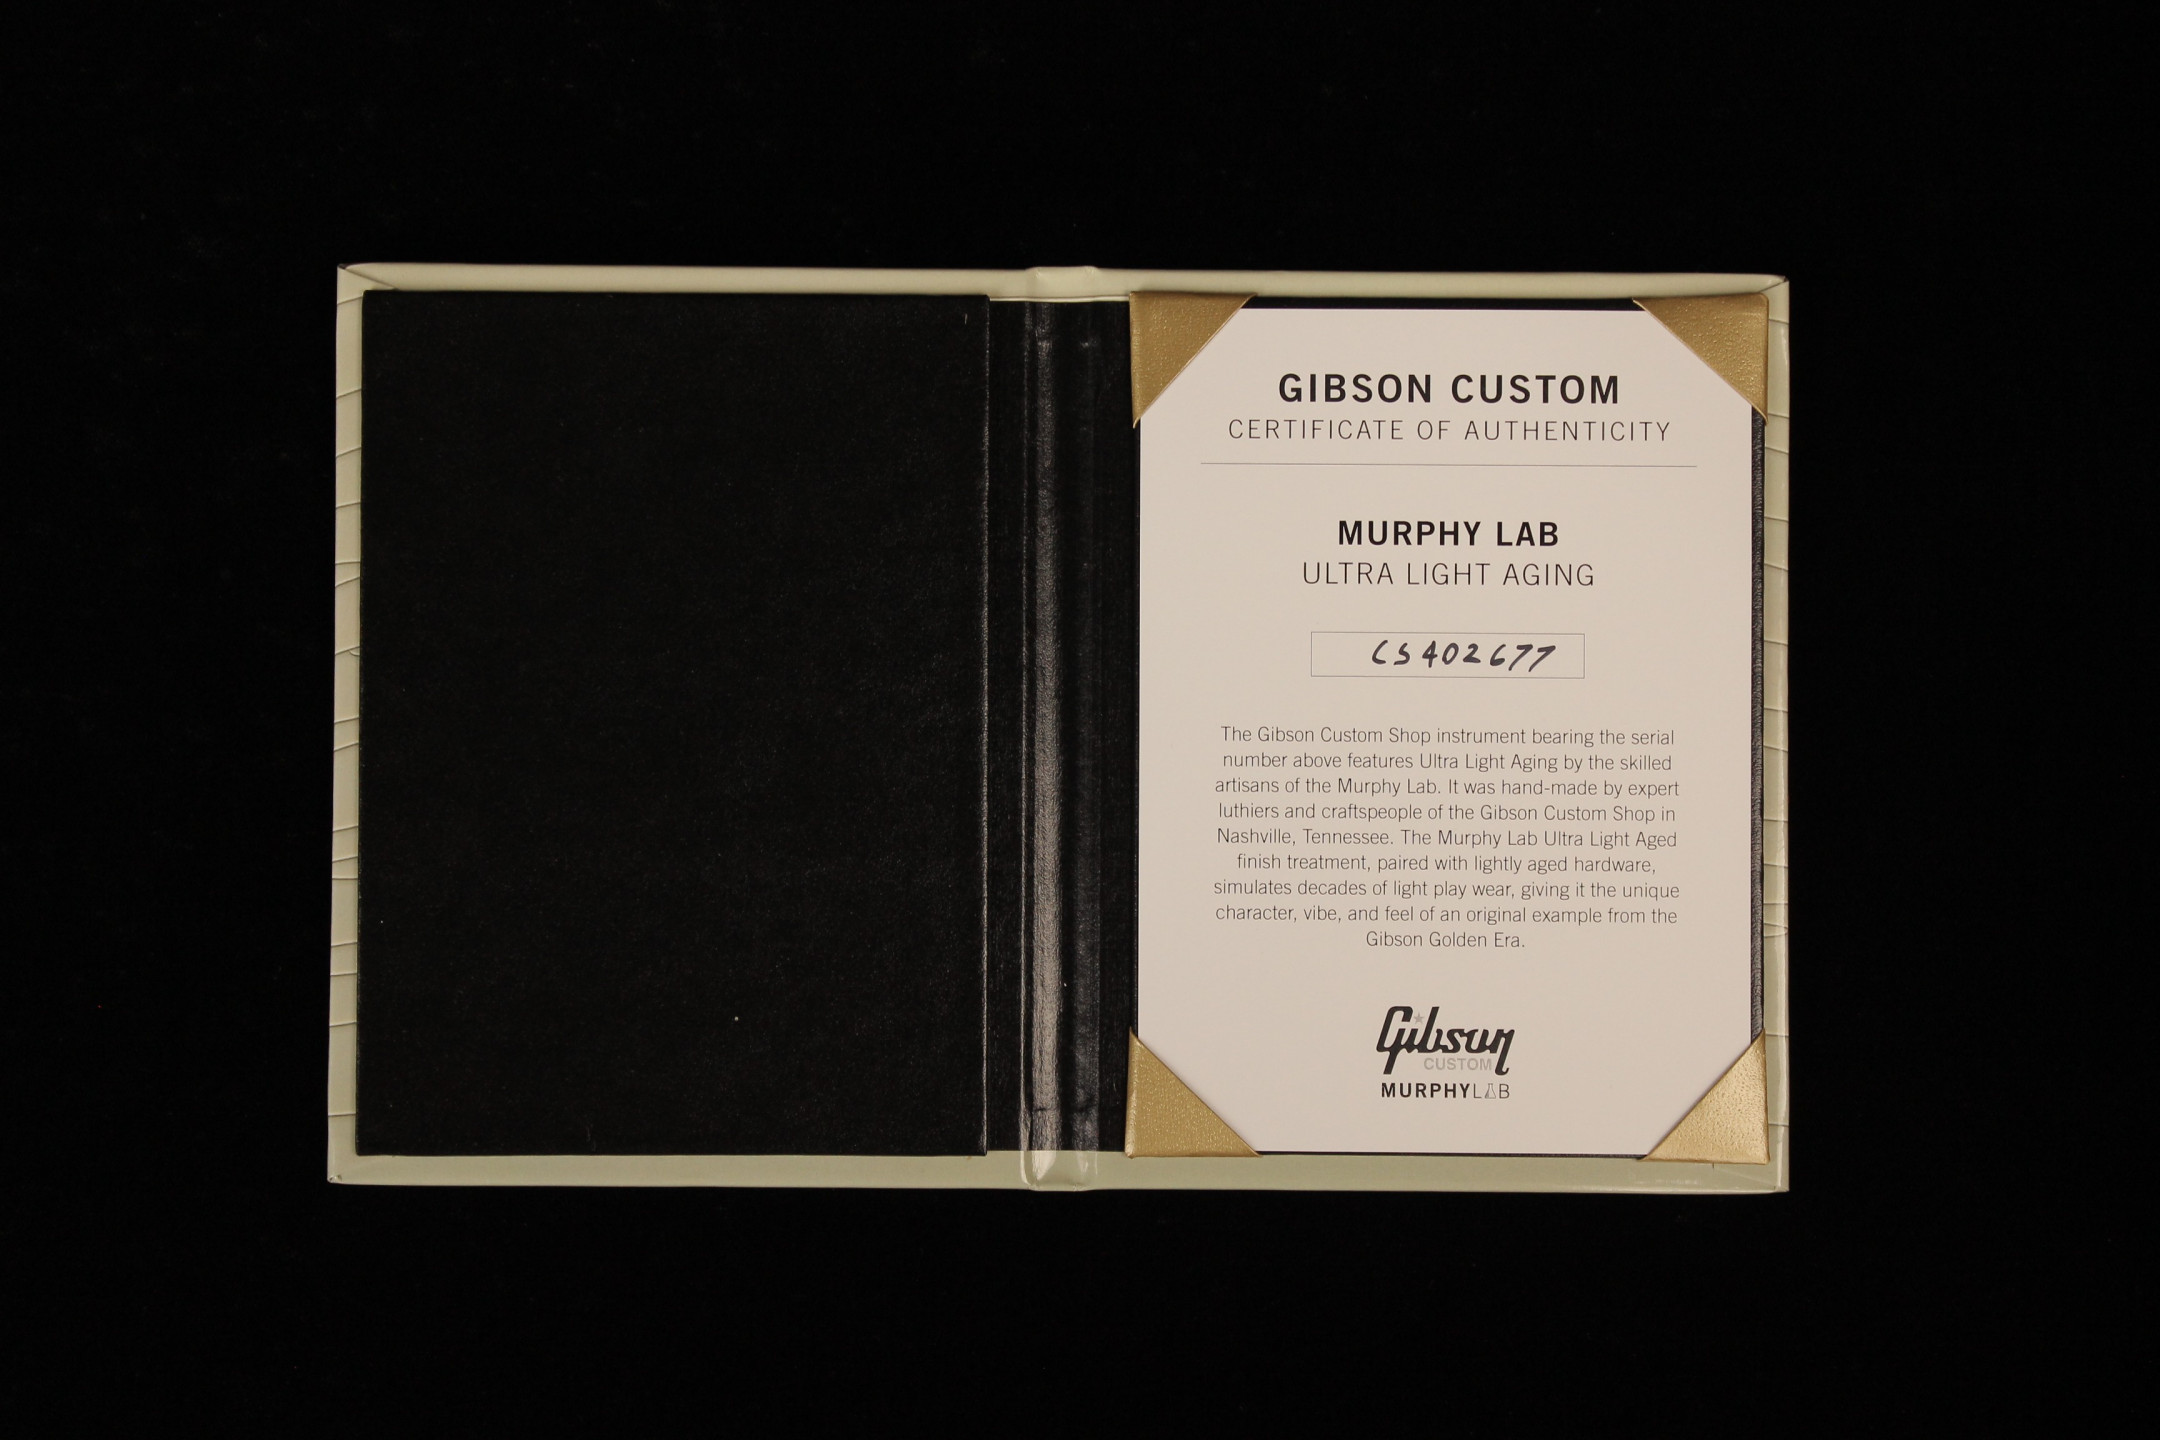 GIBSON CUSTOM
CERTIFICATE OF AUTHENTICITY
MURPHY LAB
ULTRA LIGHT AGING
CS402677
The Gibson Custom Shop instrument bearing the serial
number above features Ultra Light Aging by the skilled
artisans of the Murphy Lab. It was hand-made by expert
luthiers and craftspeople of the Gibson Custom Shop in
Nashville, Tennessee. The Murphy Lab Ultra Light Aged
finish treatment, paired with lightly aged hardware,
simulates decades of light play wear, giving it the unique
character, vibe, and feel of an original example from the
Gibson Golden Era.
Gibson
CUSTOM
MURPHYLAB